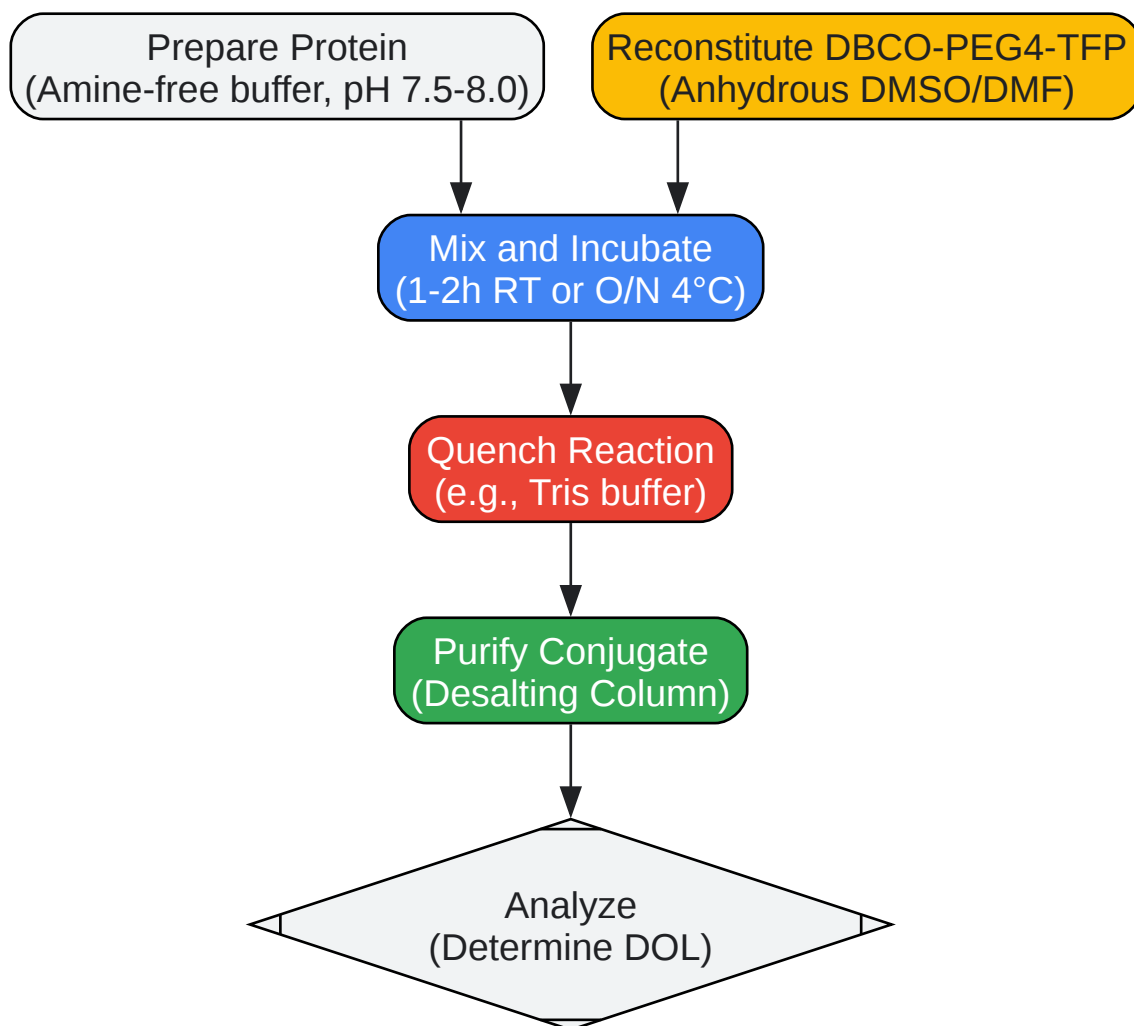 Prepare Protein
(Amine-free buffer, pH 7.5-8.0)
Reconstitute DBCO-PEG4-TFP
(Anhydrous DMSO/DMF)
Mix and Incubate
(1-2h RT or O/N 4°C)
Quench Reaction
(e.g., Tris buffer)
Purify Conjugate
(Desalting Column)
Analyze
(Determine DOL)